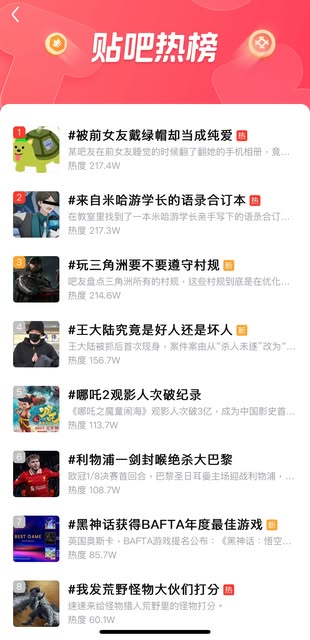 贴吧热榜
1
#被前女友戴绿帽却当成纯爱 热
某吧友在前女友睡觉的时候翻了翻她的手机相册，竟...
热度 217.4W
2
#来自米哈游学长的语录合订本 热
在教室里找到了一本米哈游学长亲手写下的语录合订...
热度 217.3W
3
#玩三角洲要不要遵守村规 新
吧友盘点三角洲所有的村规，这些村规到底是在优化...
热度 214.6W
4
#王大陆究竟是好人还是坏人 新
王大陆被抓后首次现身，案件案由从“杀人未遂”改为“...
热度 156.7W
5
#哪吒2观影人次破纪录
《哪吒之魔童闹海》观影人次破3亿，成为中国影史首...
热度 113.7W
6
#利物浦一剑封喉绝杀大巴黎
欧冠1/8决赛首回合，巴黎圣日耳曼主场迎战利物浦，...
热度 108.7W
7
BEST GAME
#黑神话获得BAFTA年度最佳游戏 新
英国奥斯卡，BAFTA游戏提名公布：《黑神话：悟空...
热度 85.7W
8
#我发荒野怪物大伙们打分 热
速速来给怪物猎人荒野里的怪物打分。
热度 60.1W